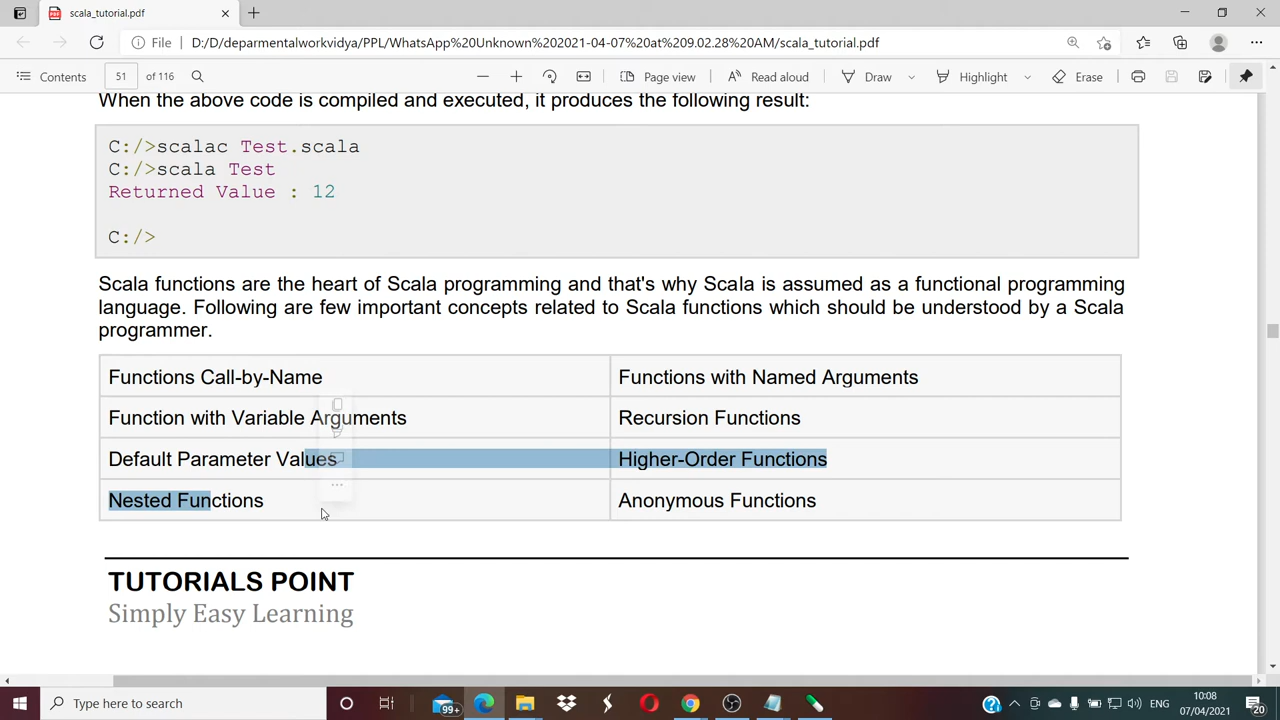 scala_tutorial.pdf
File D:/D/deparmentalworkvidya/PPL/WhatsApp%20Unknown%202021-04-07%20at%209.02.28%20AM/scala_tutorial.pdf
Contents 51 of 116 Page view Read aloud Draw Highlight Erase
When the above code is compiled and executed, it produces the following result:
C:/>scalac Test.scala
C:/>scala Test
Returned Value : 12
C:/>
Scala functions are the heart of Scala programming and that's why Scala is assumed as a functional programming
language. Following are few important concepts related to Scala functions which should be understood by a Scala
programmer.
Functions Call-by-Name Functions with Named Arguments
Function with Variable Arguments Recursion Functions
Default Parameter Values Higher-Order Functions
Nested Functions Anonymous Functions
TUTORIALS POINT
Simply Easy Learning
Type here to search 99+ ENG 10:08 07/04/2021 20